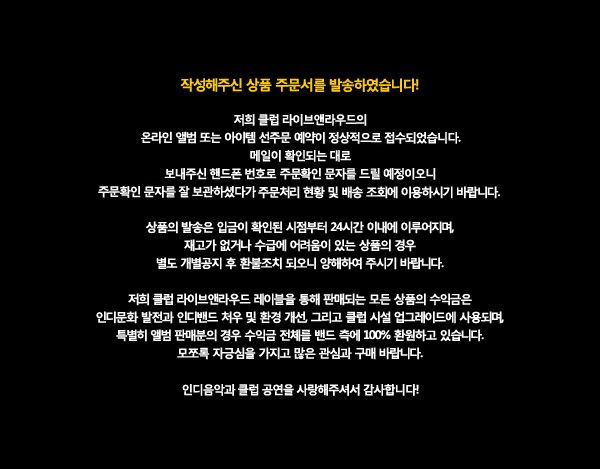 작성해주신 상품 주문서를 발송하였습니다!
저희 클럽 라이브앤라우드의
온라인 앨범 또는 아이템 선주문 예약이 정상적으로 접수되었습니다.
메일이 확인되는 대로
보내주신 핸드폰 번호로 주문확인 문자를 드릴 예정이오니
주문확인 문자를 잘 보관하셨다가 주문처리 현황 및 배송 조회에 이용하시기 바랍니다.
상품의 발송은 입금이 확인된 시점부터 24시간 이내에 이루어지며,
재고가 없거나 수급에 어려움이 있는 상품의 경우
별도 개별공지 후 환불조치 되오니 양해하여 주시기 바랍니다.
저희 클럽 라이브앤라우드 레이블을 통해 판매되는 모든 상품의 수익금은
인디문화 발전과 인디밴드 처우 및 환경 개선, 그리고 클럽 시설 업그레이드에 사용되며,
특별히 앨범 판매분의 경우 수익금 전체를 밴드 측에 100% 환원하고 있습니다.
모쪼록 자긍심을 가지고 많은 관심과 구매 바랍니다.
인디음악과 클럽 공연을 사랑해주셔서 감사합니다!